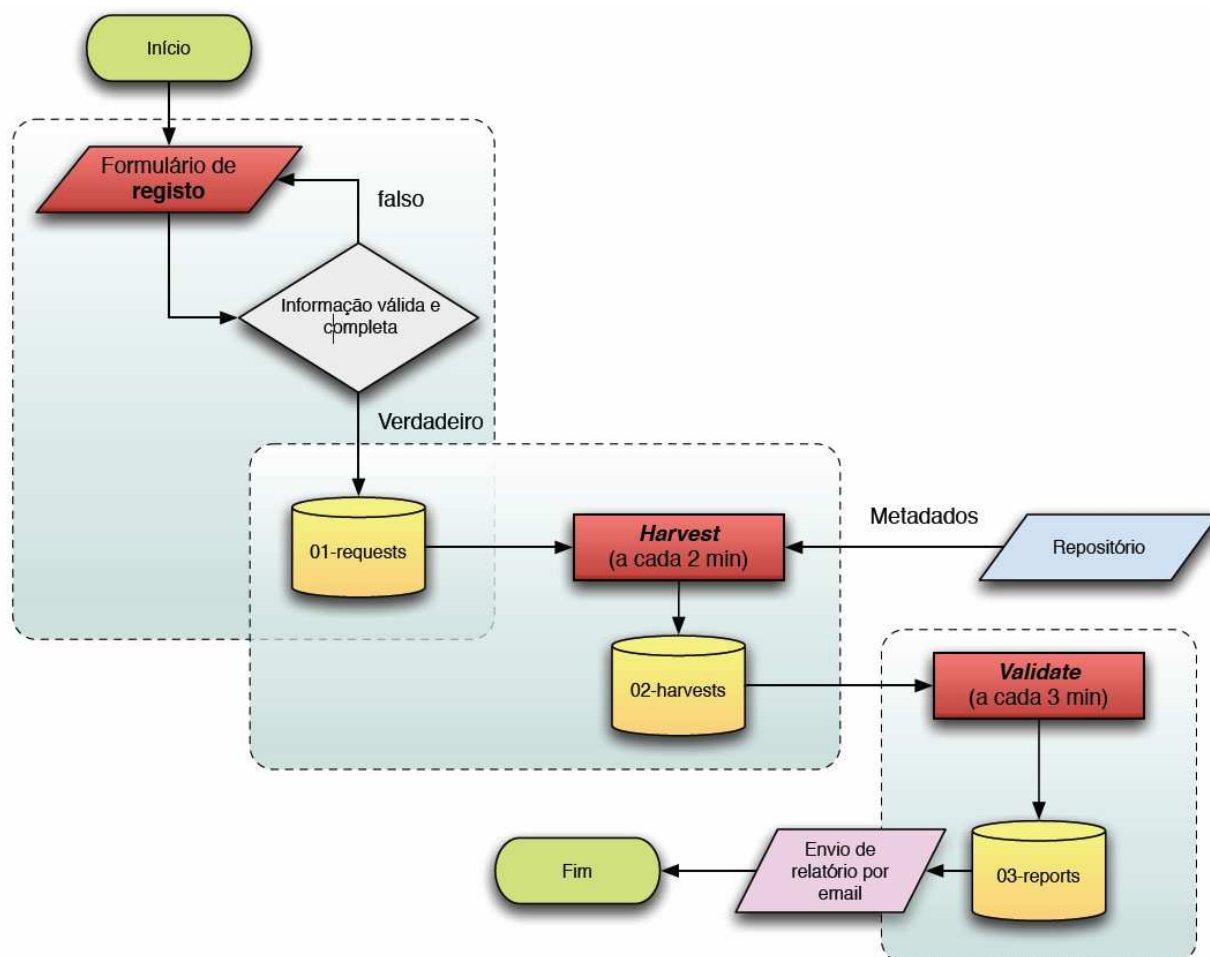 Início
Formulário de
registo
falso
Informação válida e
completa
Verdadeiro
01-requests
Harvest
(a cada 2 min)
Metadados
Repositório
02-harvests
Validate
(a cada 3 min)
03-reports
Envio de
relatório por
email
Fim